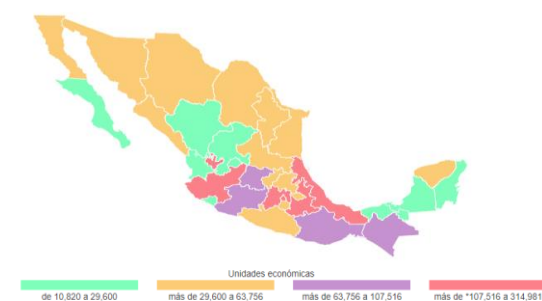 Unidades económicas
de 10,820 a 29,600
más de 29,600 a 63,756
más de 63,756 a 107,516
más de *107,516 a 314,981